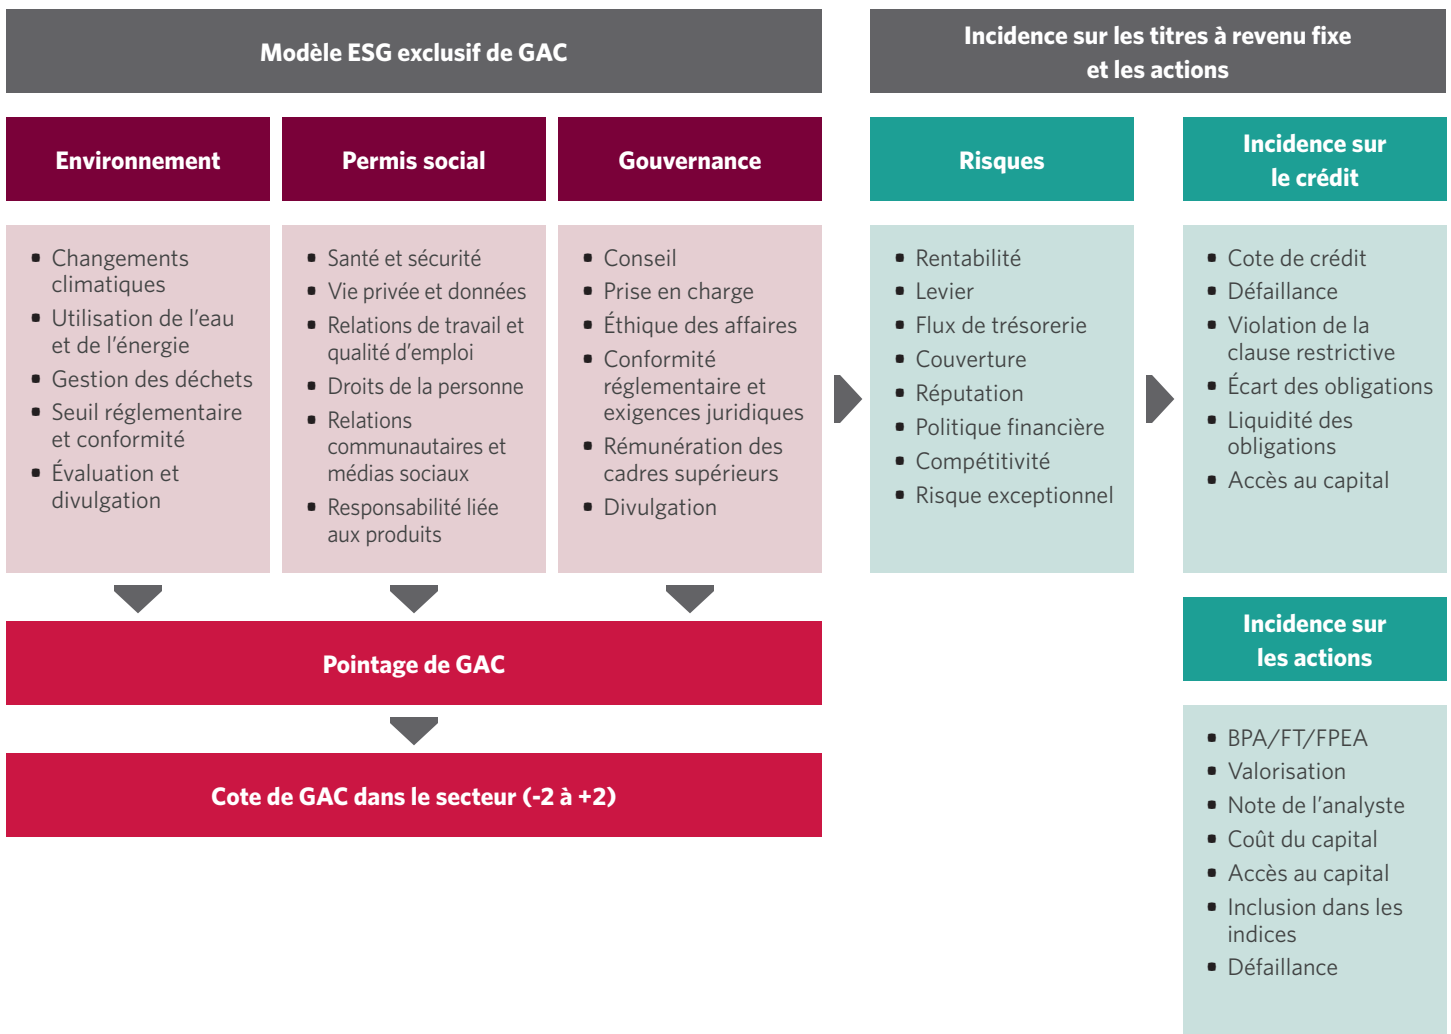 Modèle ESG exclusif de GAC
Incidence sur les titres à revenu fixe
et les actions
Environnement
Permis social
Gouvernance
Risques
Incidence sur
le crédit
▪ Changements
climatiques
▪ Utilisation de l'eau
et de l'énergie
▪ Gestion des déchets
▪ Seuil réglementaire
et conformité
▪ Évaluation et
divulgation
▪ Santé et sécurité
▪ Vie privée et données
▪ Relations de travail et
qualité d'emploi
▪ Droits de la personne
▪ Relations
communautaires et
médias sociaux
▪ Responsabilité liée
aux produits
▪ Conseil
▪ Prise en charge
▪ Éthique des affaires
▪ Conformité
réglementaire et
exigences juridiques
▪ Rémunération des
cadres supérieurs
▪ Divulgation
▪ Rentabilité
▪ Levier
▪ Flux de trésorerie
▪ Couverture
▪ Réputation
▪ Politique financière
▪ Compétitivité
▪ Risque exceptionnel
▪ Cote de crédit
▪ Défaillance
▪ Violation de la
clause restrictive
▪ Écart des obligations
▪ Liquidité des
obligations
▪ Accès au capital
Pointage de GAC
Cote de GAC dans le secteur (-2 à +2)
Incidence sur
les actions
▪ BPA/FT/FPEA
▪ Valorisation
▪ Note de l'analyste
▪ Coût du capital
▪ Accès au capital
▪ Inclusion dans les
indices
▪ Défaillance